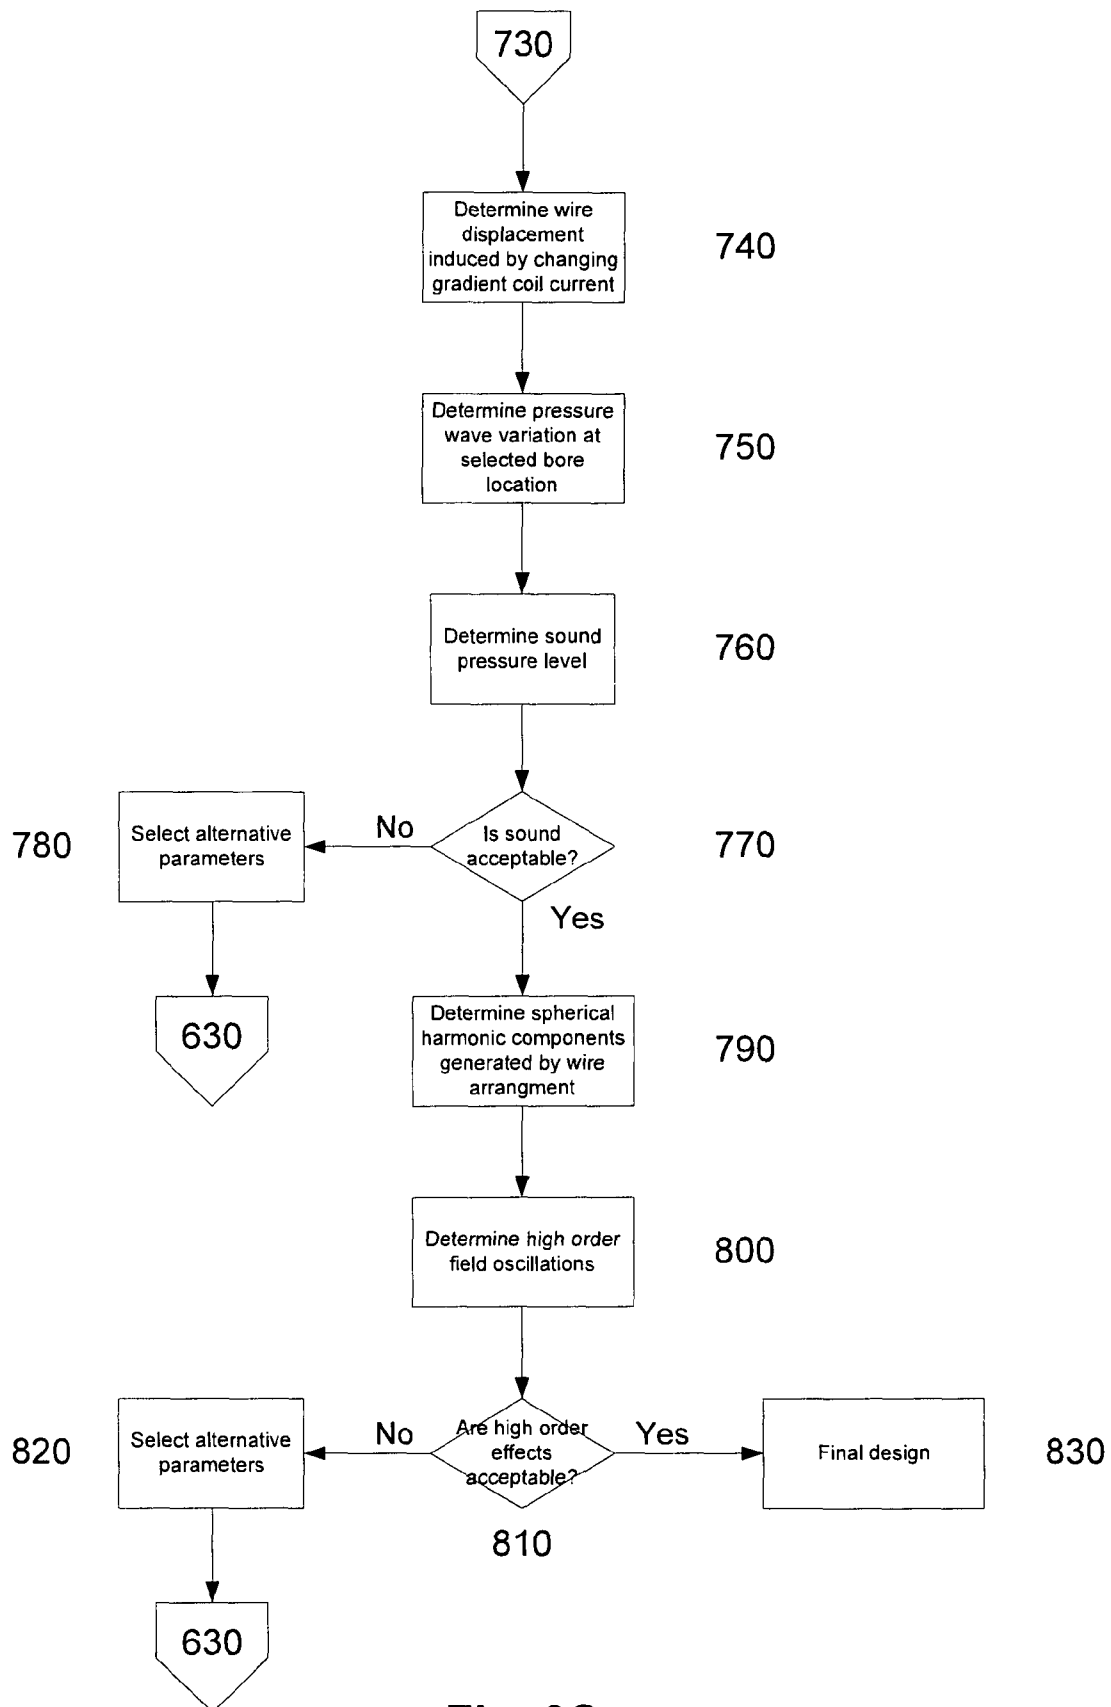 730
Determine wire
displacement
induced by changing
gradient coil current
740
Determine pressure
wave variation at
selected bore
location
750
Determine sound
pressure level
760
780
Select alternative
parameters
No
Is sound
acceptable?
770
Yes
630
Determine spherical
harmonic components
generated by wire
arrangment
790
Determine high order
field oscillations
800
820
Select alternative
parameters
No
Are high order
effects
acceptable?
Yes
Final design
830
810
630